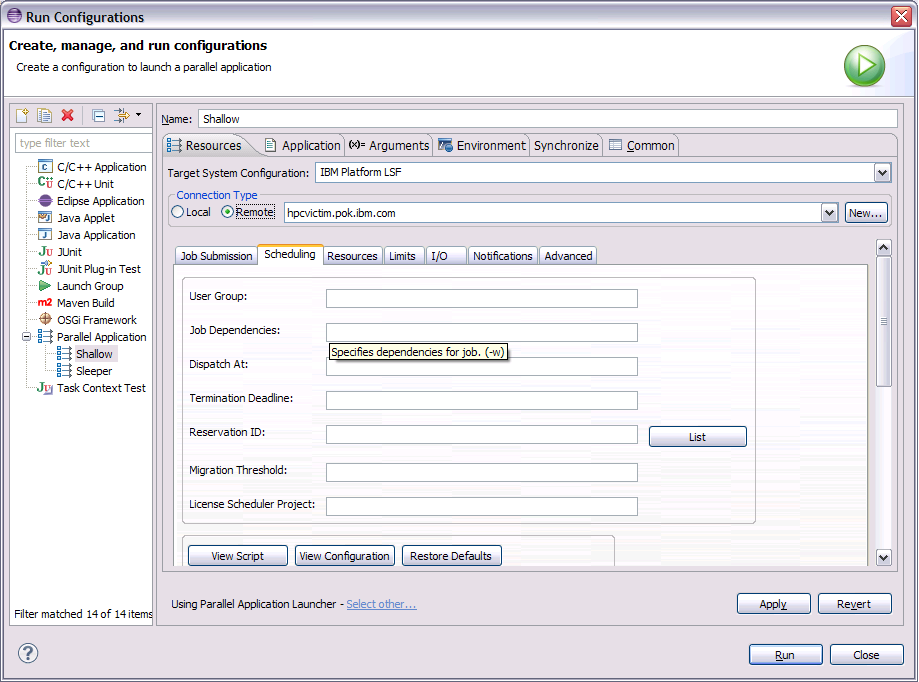 Run Configurations
Create, manage, and run configurations
Create a configuration to launch a parallel application
type filter text
C/C++ Application
C/C++ Unit
Eclipse Application
Java Applet
Java Application
JUnit
JUnit Plug-in Test
Launch Group
Maven Build
OSGi Framework
Parallel Application
Shallow
Sleeper
Task Context Test
Filter matched 14 of 14 items
Name: Shallow
Resources Application (x)= Arguments Environment Synchronize Common
Target System Configuration: IBM Platform LSF
Connection Type
Local Remote hpcvictim.pok.ibm.com New...
Job Submission Scheduling Resources Limits I/O Notifications Advanced
User Group:
Job Dependencies:
Specifies dependencies for job. (-w)
Dispatch At:
Termination Deadline:
Reservation ID: List
Migration Threshold:
License Scheduler Project:
View Script View Configuration Restore Defaults
Using Parallel Application Launcher - Select other...
Apply Revert
Run Close